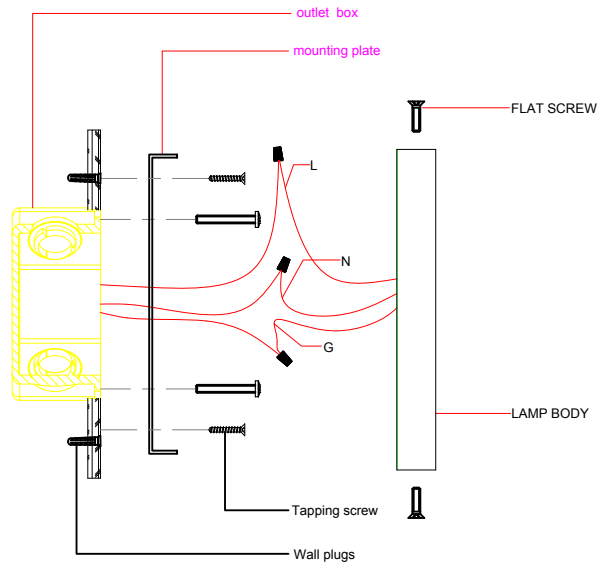 outlet box
mounting plate
FLAT SCREW
L
N
G
LAMP BODY
Tapping screw
Wall plugs